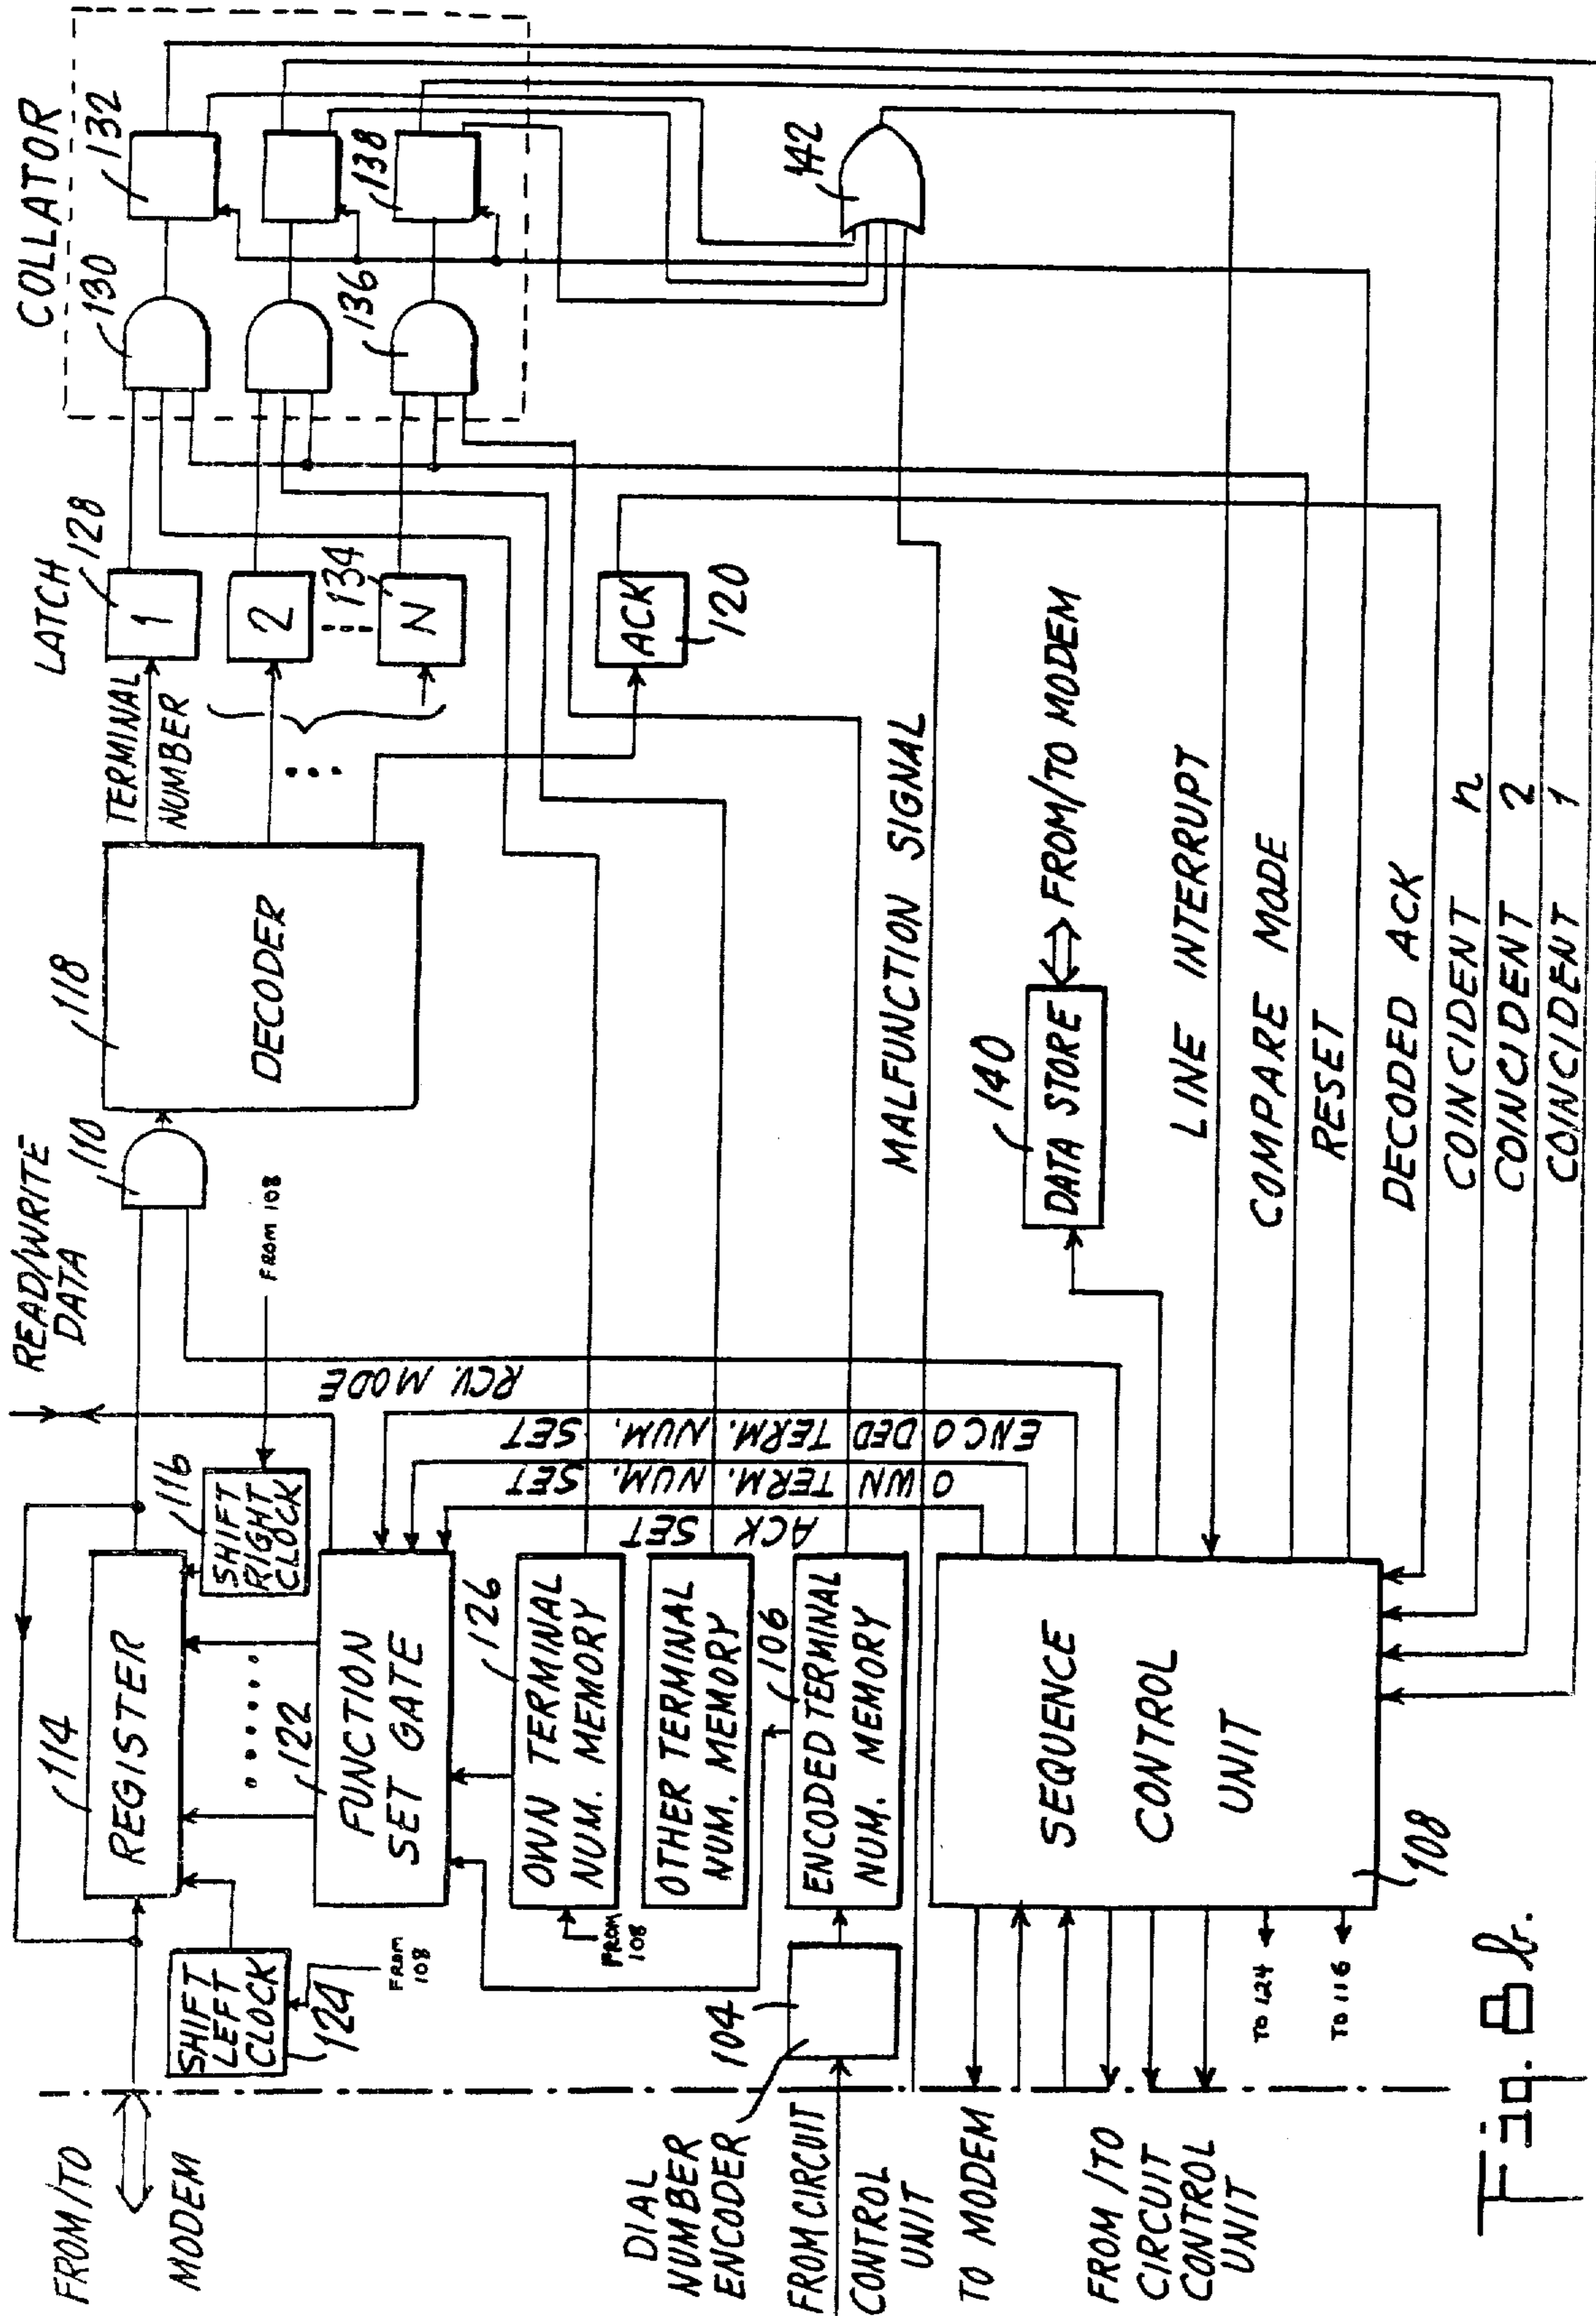 COLLATOR
130
132
136
138
142
LATCH
128
1
2
134
N
ACK
120
TERMINAL
NUMBER
118
DECODER
110
READ/WRITE
DATA
FROM 108
RCV. MODE
ENCODED TERM. NUM. SET
OWN TERM. NUM. SET
ACK SET
114
REGISTER
116
SHIFT
RIGHT
CLOCK
122
FUNCTION
SET GATE
126
OWN TERMINAL
NUM. MEMORY
FROM
108
OTHER TERMINAL
NUM. MEMORY
106
ENCODED TERMINAL
NUM. MEMORY
SHIFT
LEFT
CLOCK
124
FROM
108
104
FROM/TO
MODEM
DIAL
NUMBER
ENCODER
FROM CIRCUIT
CONTROL
UNIT
TO MODEM
FROM/TO
CIRCUIT
CONTROL
UNIT
SEQUENCE
CONTROL
UNIT
108
TO 124
TO 116
MALFUNCTION SIGNAL
140
DATA STORE
FROM/TO MODEM
LINE INTERRUPT
COMPARE MODE
RESET
DECODED ACK
COINCIDENT n
COINCIDENT 2
COINCIDENT 1
Fig. 8b.